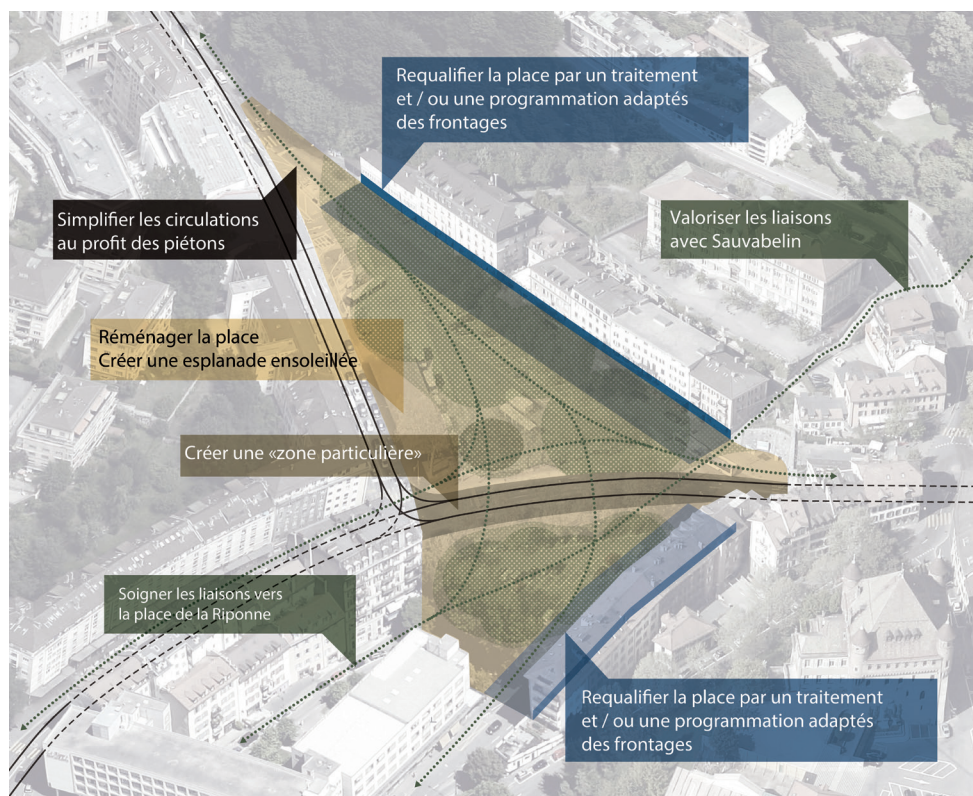 Requalifier la place par un traitement
et / ou une programmation adaptés
des frontages
Simplifier les circulations
au profit des piétons
Valoriser les liaisons
avec Sauvabelin
Réménager la place
Créer une esplanade ensoleillée
Créer une «zone particulière»
Soigner les liaisons vers
la place de la Riponne
Requalifier la place par un traitement
et / ou une programmation adaptés
des frontages